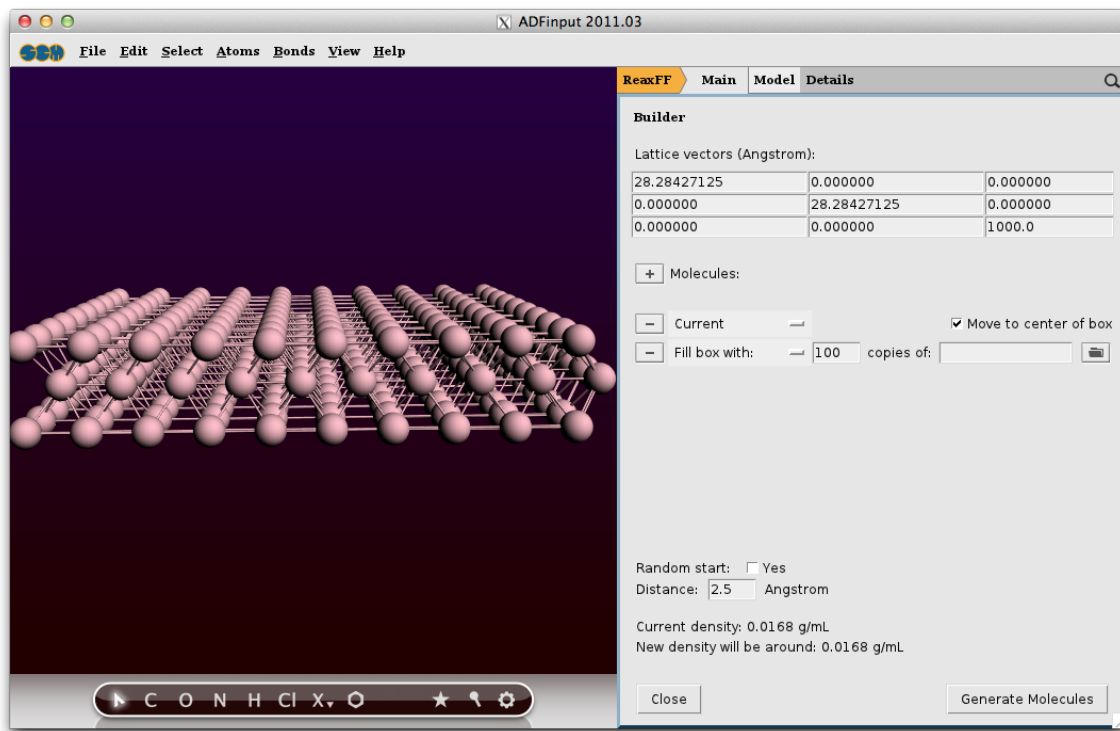 X ADFinput 2011.03
SCM File Edit Select Atoms Bonds View Help
ReaxFF Main Model Details
Builder
Lattice vectors (Angstrom):
28.28427125 0.000000 0.000000
0.000000 28.28427125 0.000000
0.000000 0.000000 1000.0
+ Molecules:
− Current Move to center of box
− Fill box with: 100 copies of:
Random start: Yes
Distance: 2.5 Angstrom
Current density: 0.0168 g/mL
New density will be around: 0.0168 g/mL
Close Generate Molecules
C O N H Cl X